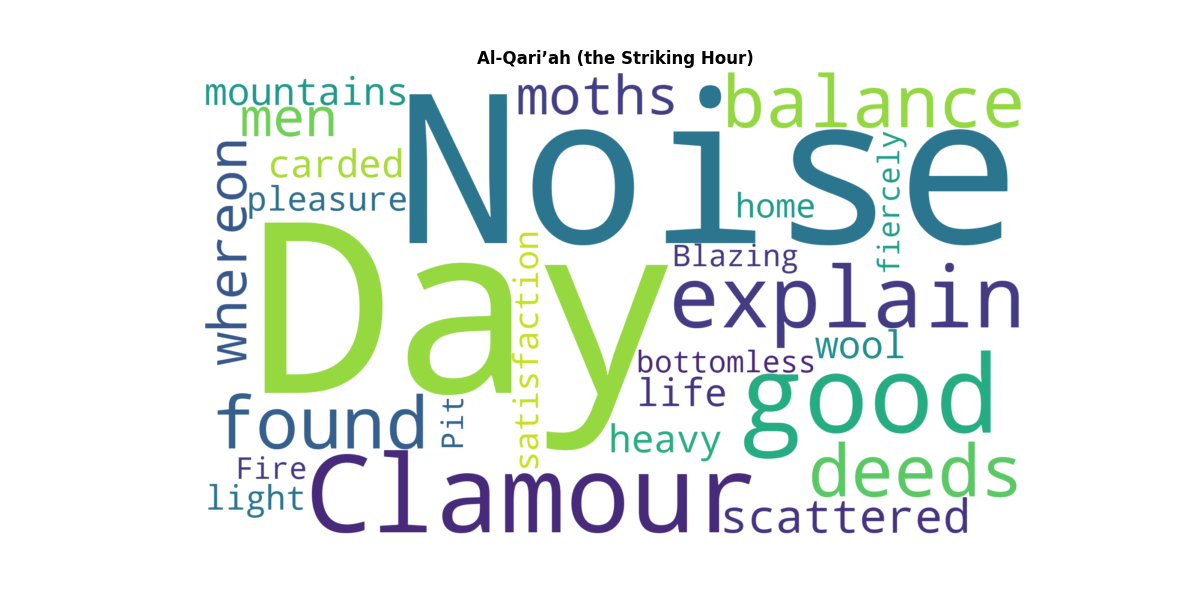 Al-Qari’ah (the Striking Hour)
mountains
moths
balance
men
Noise
carded
whereon
pleasure
home
fiercely
Day
satisfaction
Blazing
explain
wool
bottomless
life
good
found
Pit
heavy
deeds
Fire
light
Clamour
scattered